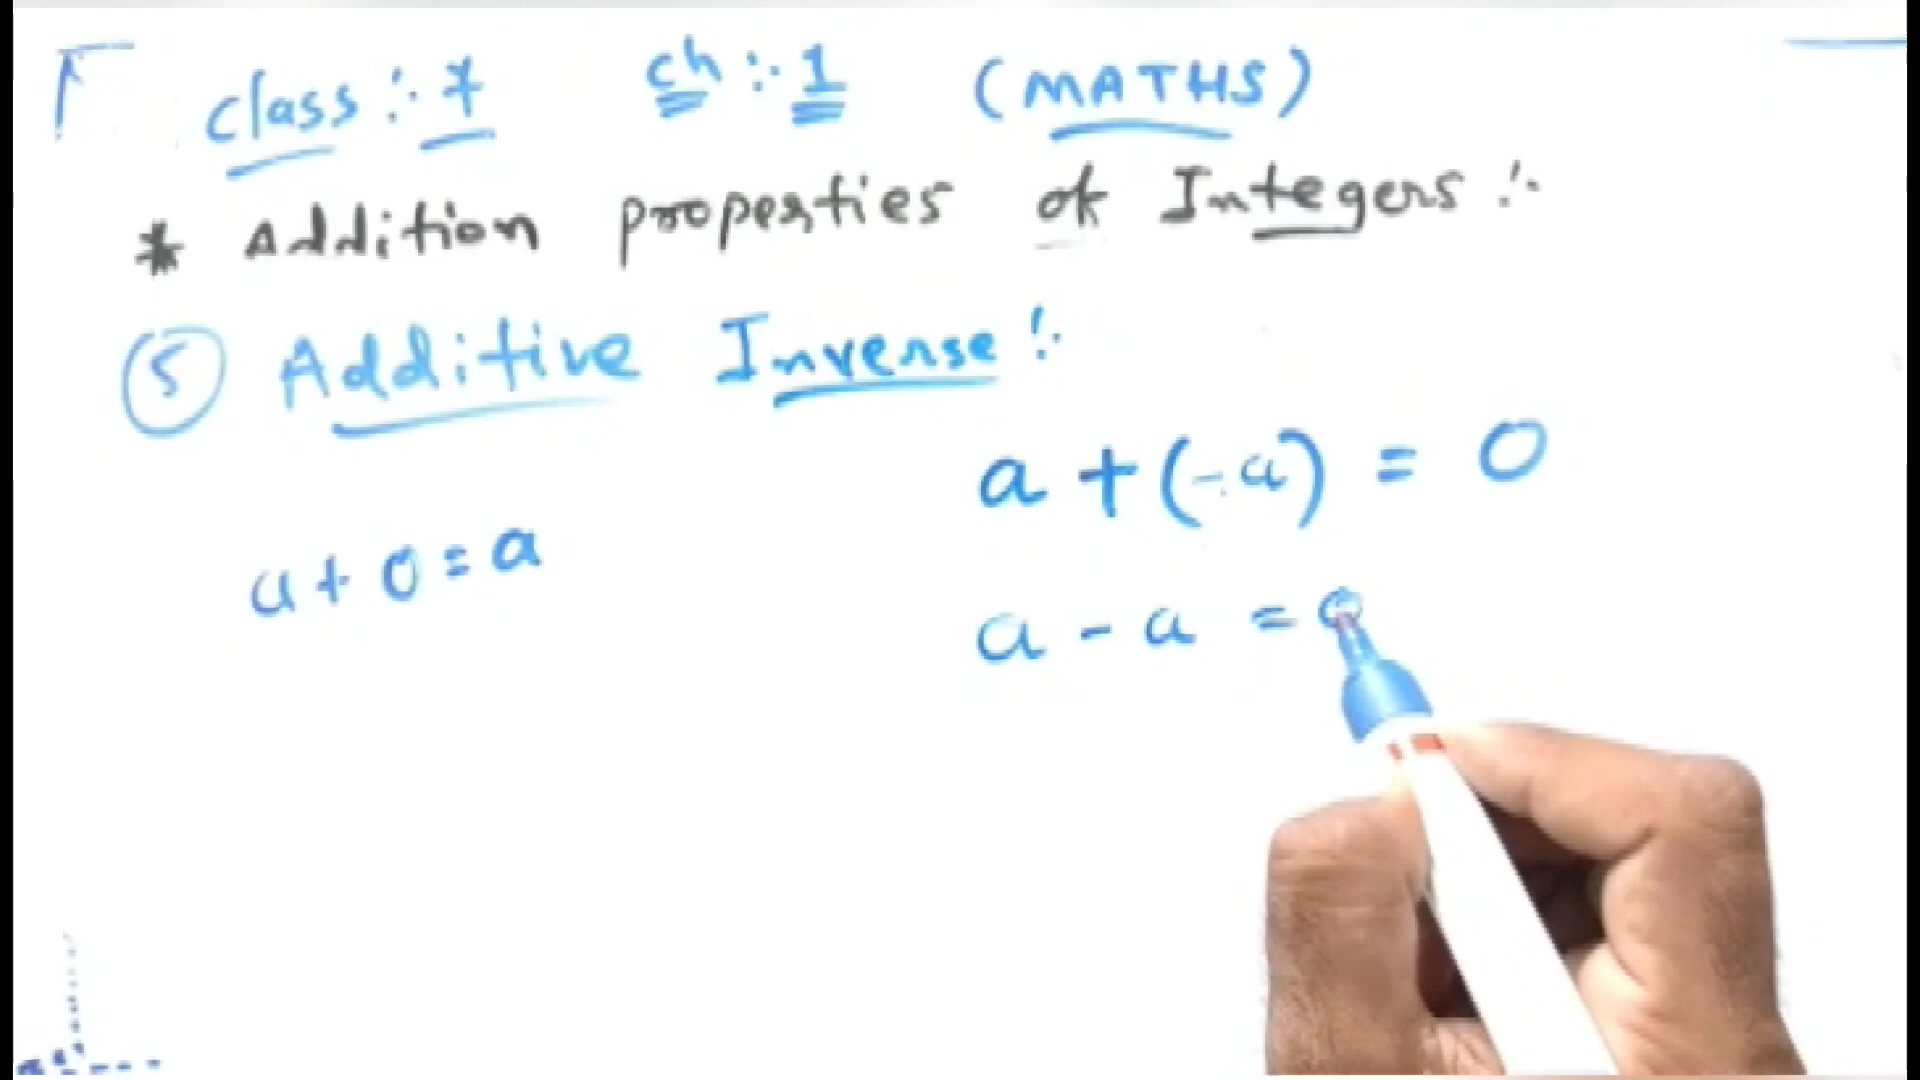 class :- 7 ch :- 1 (MATHS)
* Addition properties of Integers :-
5 Additive Inverse :-
a + (-a) = 0
a + 0 = a
a - a = 0